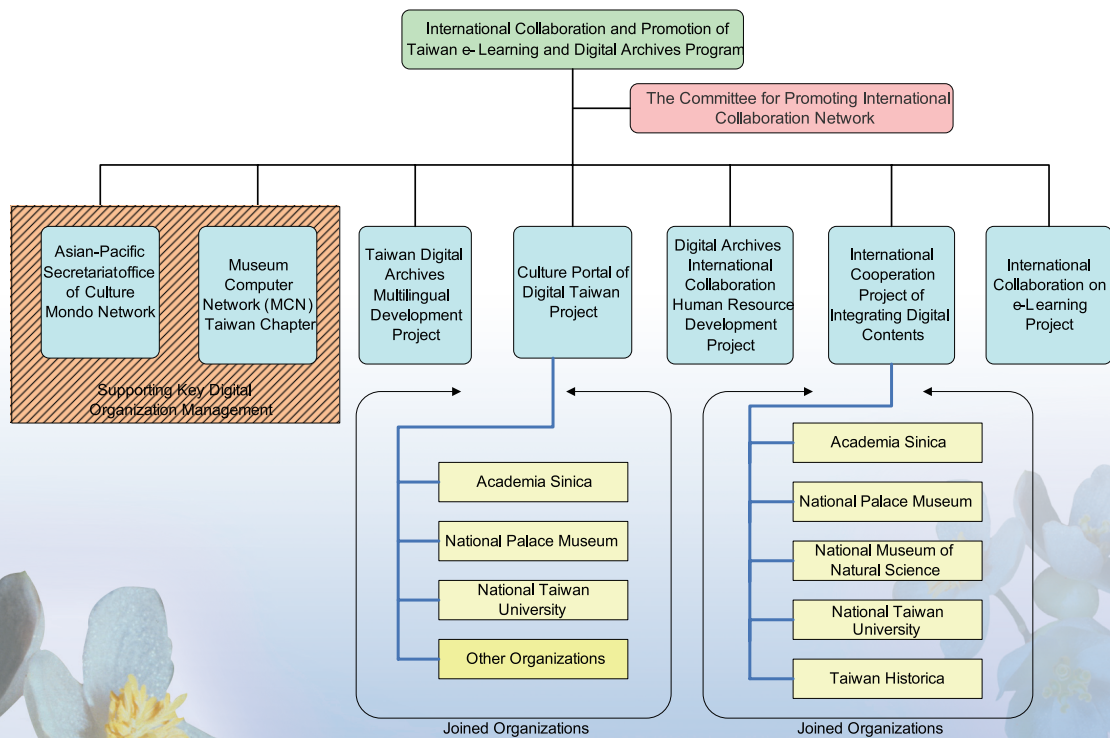 International Collaboration and Promotion of
Taiwan e- Learning and Digital Archives Program
The Committee for Promoting International
Collaboration Network
Asian-Pacific
Secretariatoffice
of Culture
Mondo Network
Museum
Computer
Network (MCN)
Taiwan Chapter
Supporting Key Digital
Organization Management
Taiwan Digital
Archives
Multilingual
Development
Project
Culture Portal of
Digital Taiwan
Project
Digital Archives
International
Collaboration
Human Resource
Development
Project
International
Cooperation
Project of
Integrating Digital
Contents
International
Collaboration on
e-Learning
Project
Academia Sinica
National Palace Museum
National Taiwan
University
Other Organizations
Joined Organizations
Academia Sinica
National Palace Museum
National Museum of
Natural Science
National Taiwan
University
Taiwan Historica
Joined Organizations